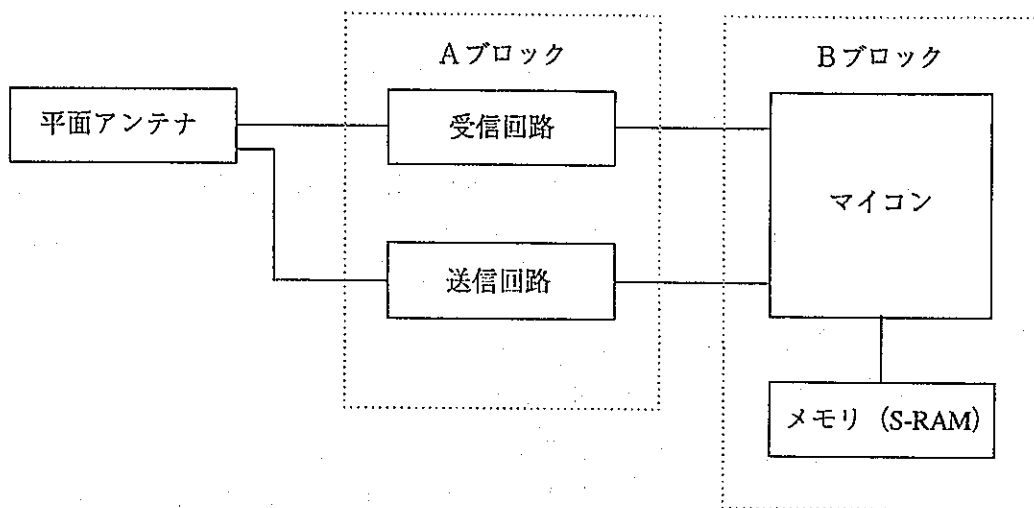 Aブロック
Bブロック
平面アンテナ
受信回路
マイコン
送信回路
メモリ (S-RAM)